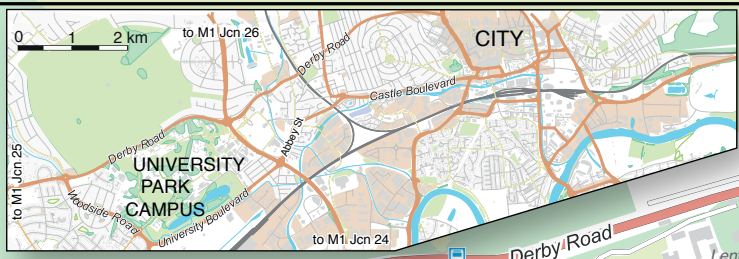 to M1 Jcn 26
0 1 2 km
CITY
Derby Road
Castle Boulevard
Abbey St
Derby Road
UNIVERSITY
PARK
CAMPUS
to M1 Jcn 25
Woodside Road
University Boulevard
to M1 Jcn 24
Derby Road